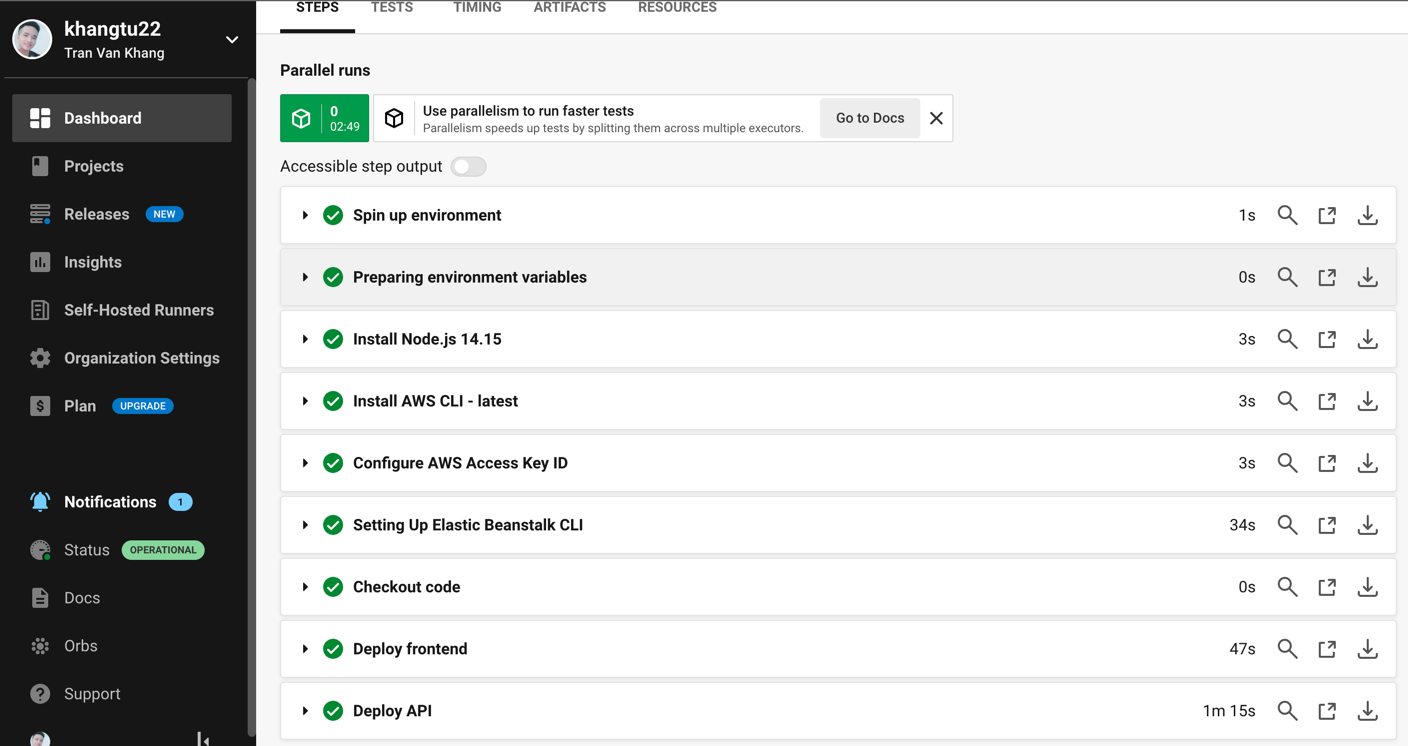 khangtu22
Tran Van Khang
Dashboard
Projects
Releases NEW
Insights
Self-Hosted Runners
Organization Settings
Plan UPGRADE
Notifications 1
Status OPERATIONAL
Docs
Orbs
Support
STEPS TESTS TIMING ARTIFACTS RESOURCES
Parallel runs
0
02:49
Use parallelism to run faster tests
Parallelism speeds up tests by splitting them across multiple executors.
Go to Docs
Accessible step output
Spin up environment 1s
Preparing environment variables 0s
Install Node.js 14.15 3s
Install AWS CLI - latest 3s
Configure AWS Access Key ID 3s
Setting Up Elastic Beanstalk CLI 34s
Checkout code 0s
Deploy frontend 47s
Deploy API 1m 15s